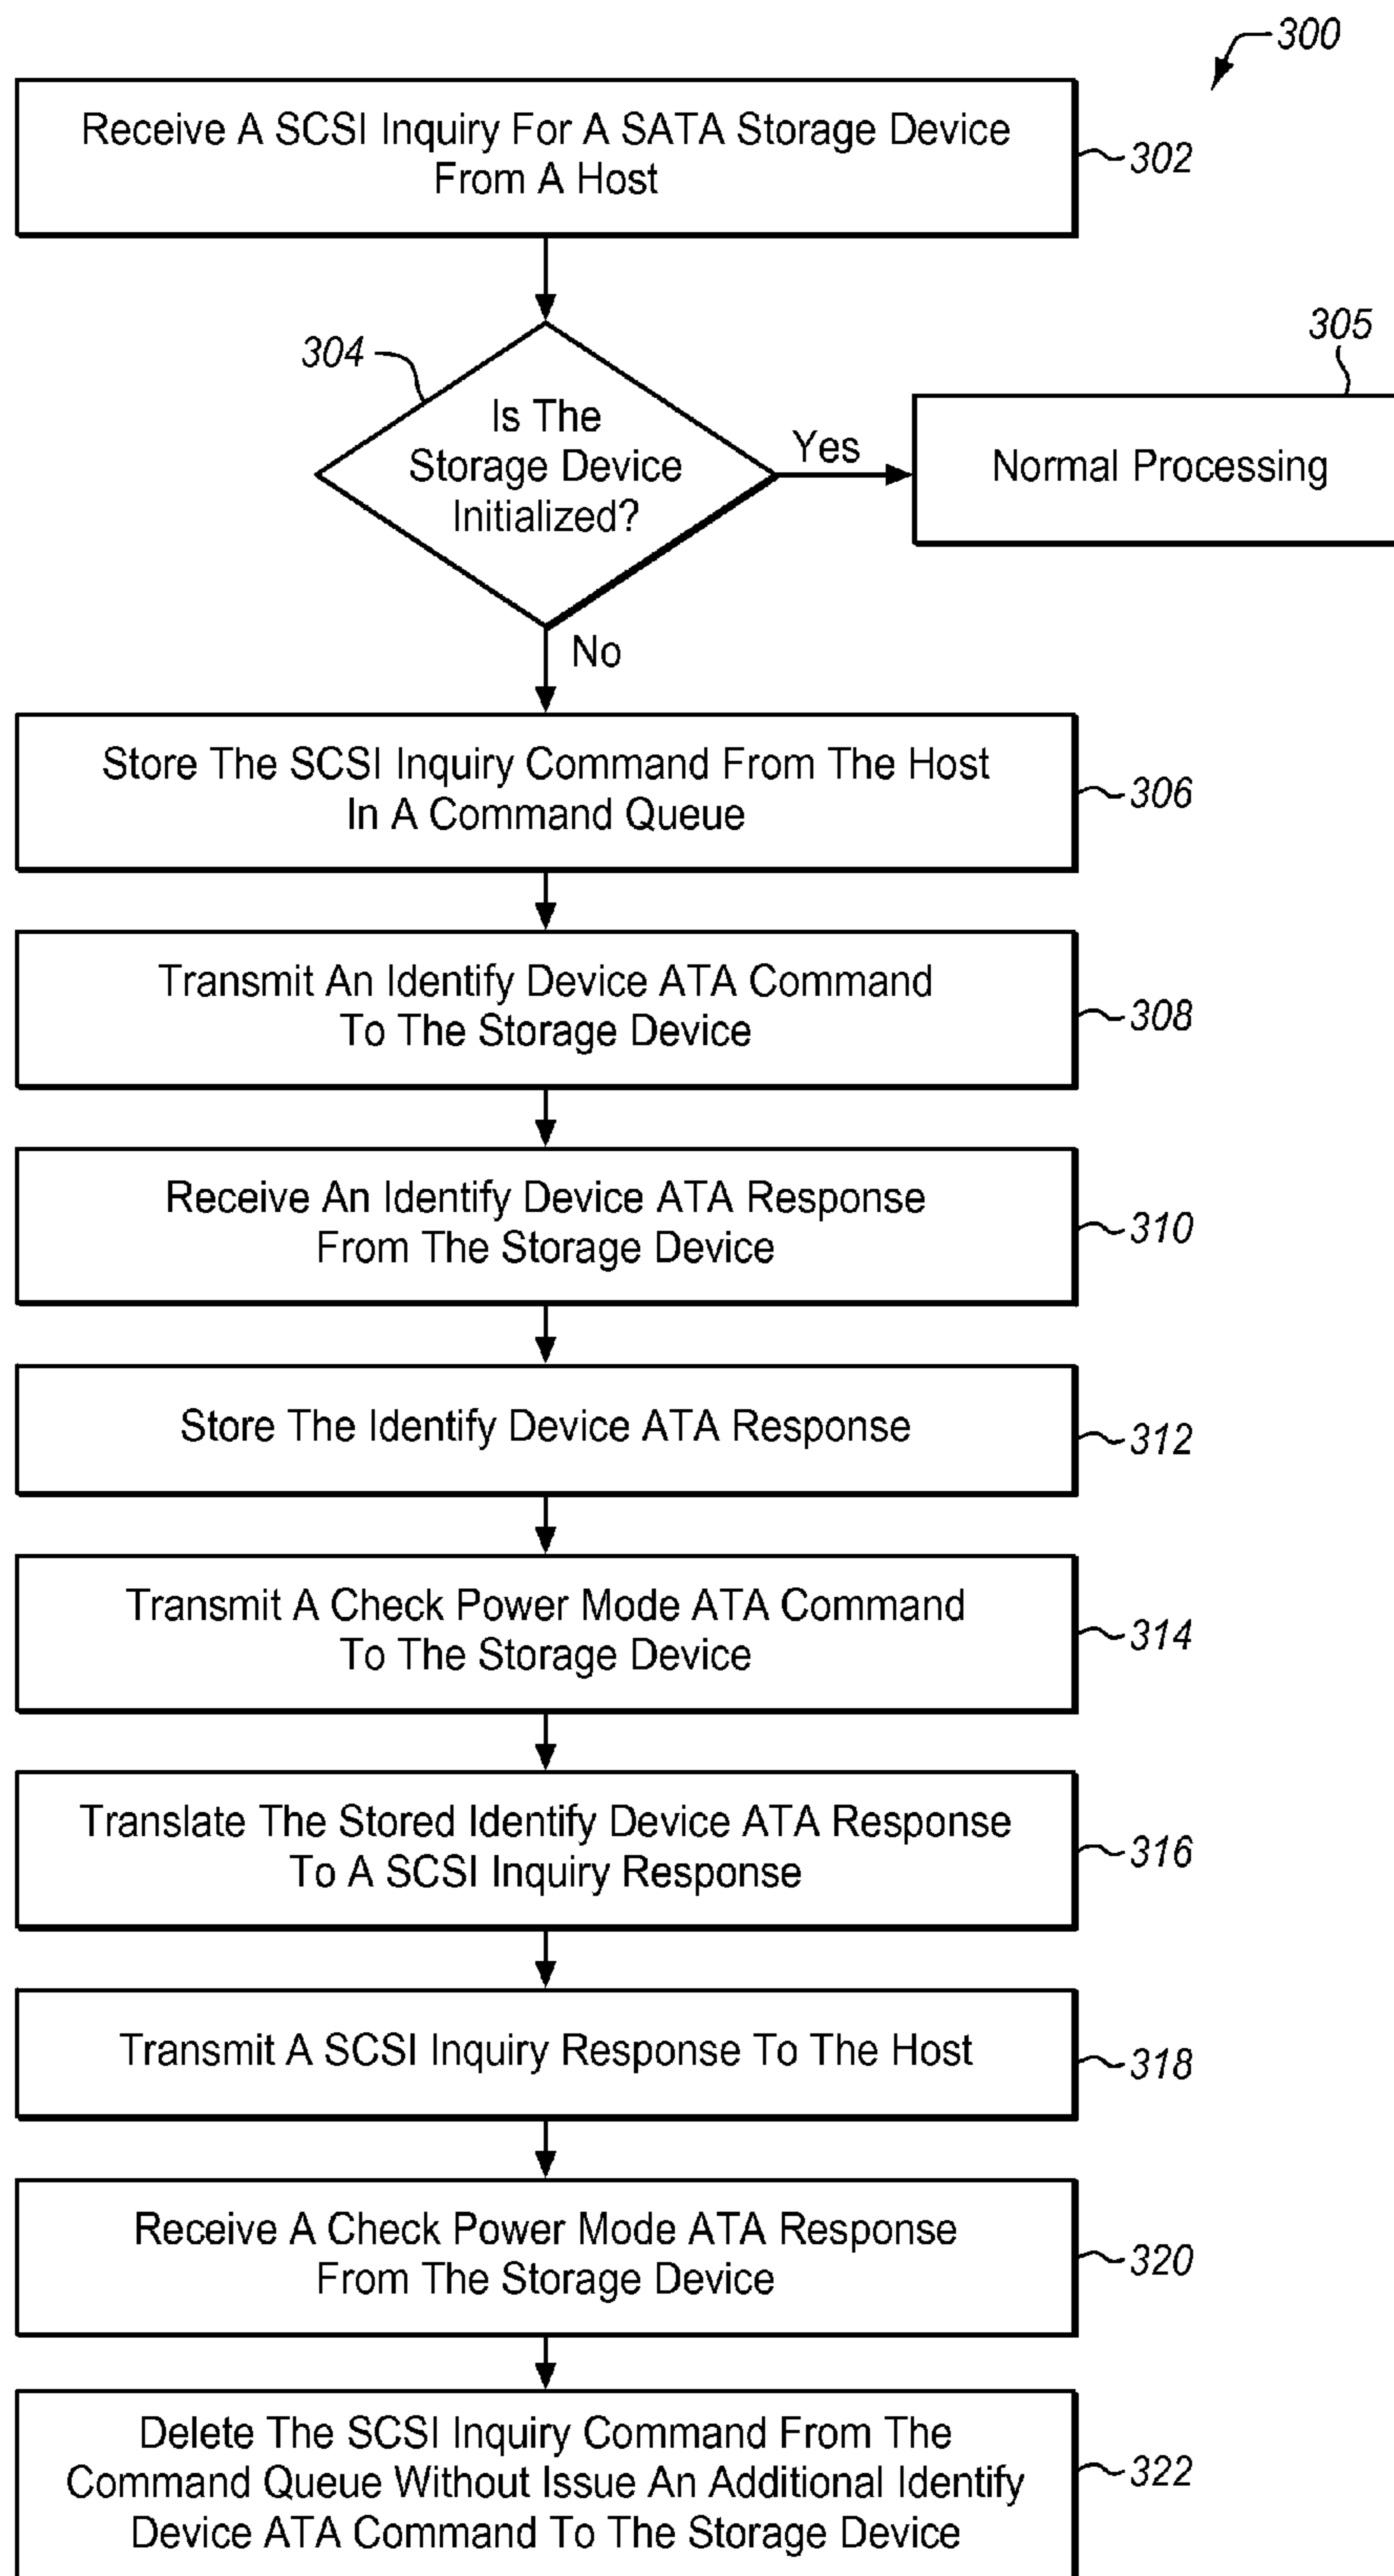 300
Receive A SCSI Inquiry For A SATA Storage Device
From A Host
302
304
Is The
Storage Device
Initialized?
Yes
305
Normal Processing
No
Store The SCSI Inquiry Command From The Host
In A Command Queue
306
Transmit An Identify Device ATA Command
To The Storage Device
308
Receive An Identify Device ATA Response
From The Storage Device
310
Store The Identify Device ATA Response
312
Transmit A Check Power Mode ATA Command
To The Storage Device
314
Translate The Stored Identify Device ATA Response
To A SCSI Inquiry Response
316
Transmit A SCSI Inquiry Response To The Host
318
Receive A Check Power Mode ATA Response
From The Storage Device
320
Delete The SCSI Inquiry Command From The
Command Queue Without Issue An Additional Identify
Device ATA Command To The Storage Device
322